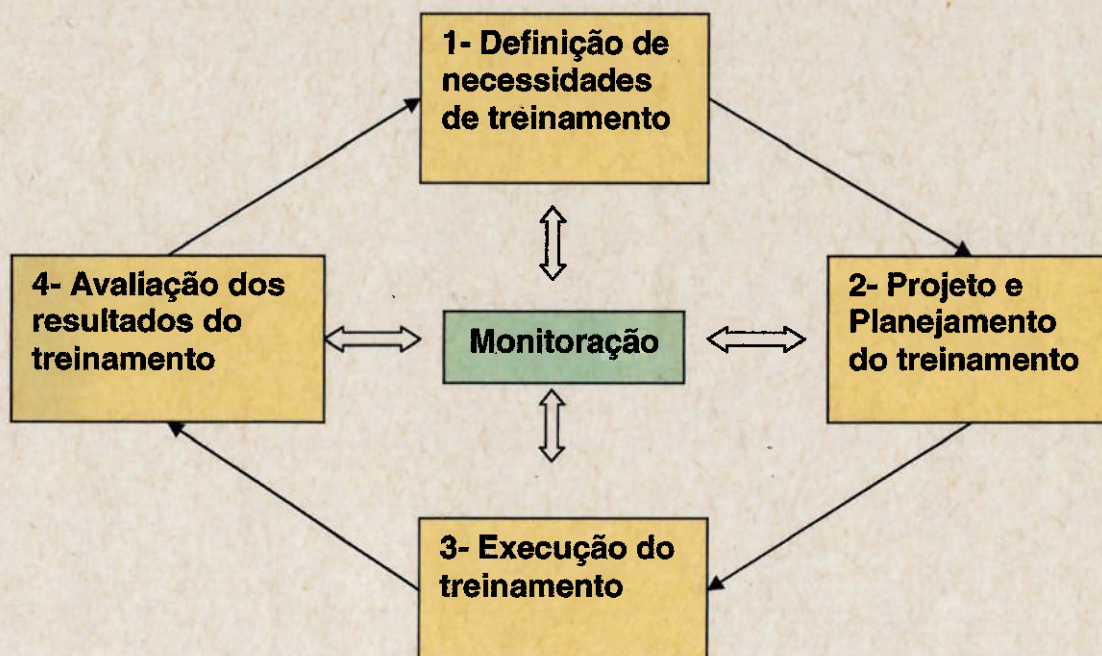 1- Definição de
necessidades
de treinamento
4- Avaliação dos
resultados do
treinamento
Monitoração
2- Projeto e
Planejamento
do treinamento
3- Execução do
treinamento